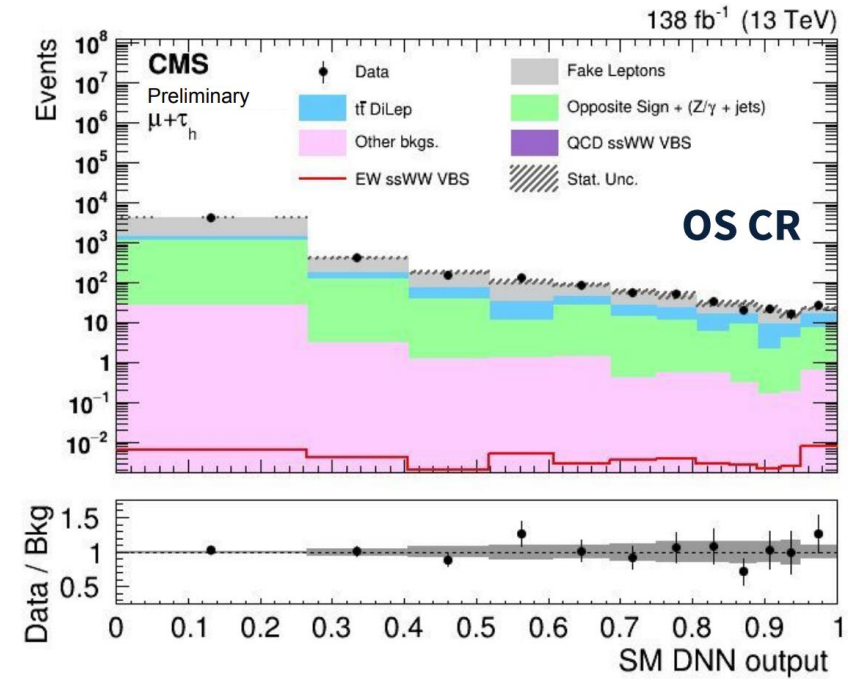 138 fb⁻¹ (13 TeV)
Events
10⁸
10⁷
10⁶
10⁵
10⁴
10³
10²
10
1
10⁻¹
10⁻²
CMS
Preliminary
μ+τₕ
Data
Fake Leptons
tt̄ DiLep
Opposite Sign + (Z/γ + jets)
Other bkgs.
QCD ssWW VBS
EW ssWW VBS
Stat. Unc.
OS CR
Data / Bkg
1.5
1
0.5
0 0.1 0.2 0.3 0.4 0.5 0.6 0.7 0.8 0.9 1
SM DNN output